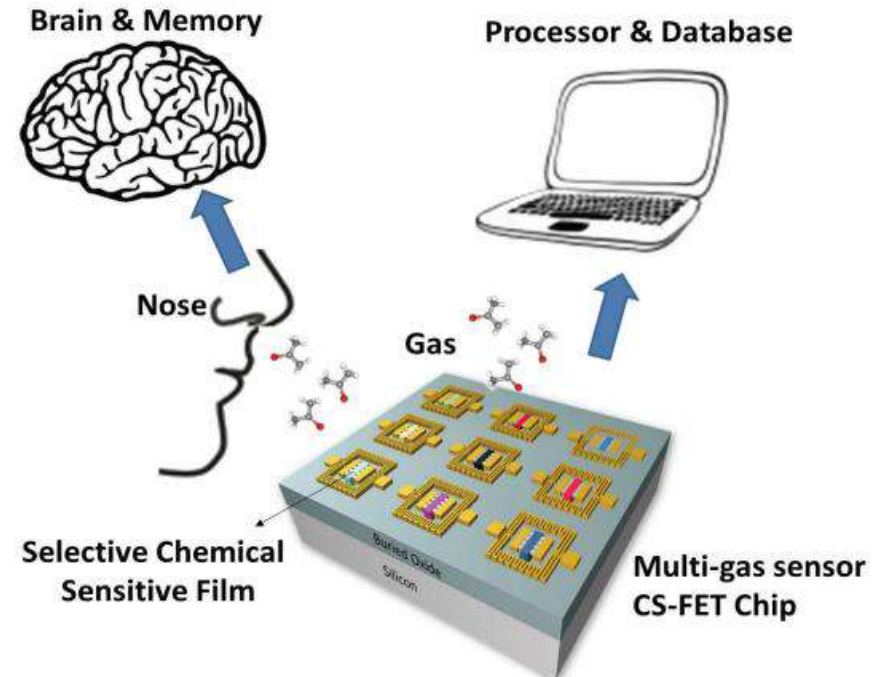 Brain & Memory
Processor & Database
Nose
Gas
Buried Oxide
Silicon
Selective Chemical
Sensitive Film
Multi-gas sensor
CS-FET Chip